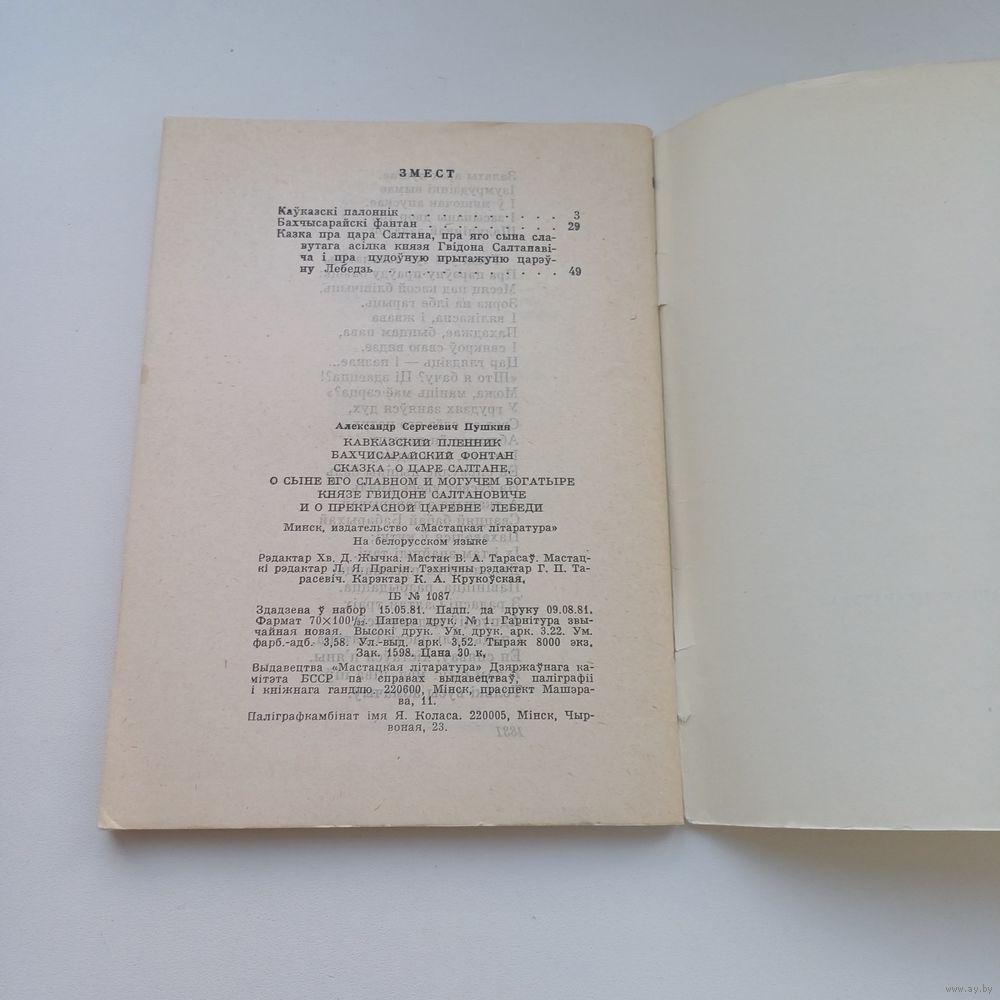 ЗМЕСТ
Каўказскі палоннік . . . . . . . . . . 3
Бахчысарайскі фантан . . . . . . . . . 29
Казка пра цара Салтана, пра яго сына сла-
вутага асілка князя Гвідона Салтанаві-
ча і пра цудоўную прыгажуню царэў-
ну Лебедзь . . . . . . . . . . . . 49
Александр Сергеевич Пушкин
КАВКАЗСКИЙ ПЛЕННИК
БАХЧИСАРАЙСКИЙ ФОНТАН
СКАЗКА О ЦАРЕ САЛТАНЕ,
О СЫНЕ ЕГО СЛАВНОМ И МОГУЧЕМ БОГАТЫРЕ
КНЯЗЕ ГВИДОНЕ САЛТАНОВИЧЕ
И О ПРЕКРАСНОЙ ЦАРЕВНЕ ЛЕБЕДИ
Минск, издательство «Мастацкая літаратура»
На белорусском языке
Рэдактар Хв. Д. Жычка. Мастак В. А. Тарасаў. Мастац-
кі рэдактар Л. Я. Прагін. Тэхнічны рэдактар Г. П. Та-
расевіч. Карэктар К. А. Крукоўская.
ІБ № 1087
Здадзена ў набор 15.05.81. Падп. да друку 09.08.81.
Фармат 70×100¹/₃₂. Папера друк. № 1. Гарнітура звы-
чайная новая. Высокі друк. Ум. друк. арк. 3.22. Ум.
фарб.-адб. 3,58. Ул.-выд. арк. 3,52. Тыраж 8000 экз.
Зак. 1598. Цана 30 к.
Выдавецтва «Мастацкая літаратура» Дзяржаўнага ка-
мітэта БССР па справах выдавецтваў, паліграфіі
і кніжнага гандлю. 220600, Мінск, праспект Машэра-
ва, 11.
Паліграфкамбінат імя Я. Коласа. 220005, Мінск, Чыр-
воная, 23.
www.ay.by